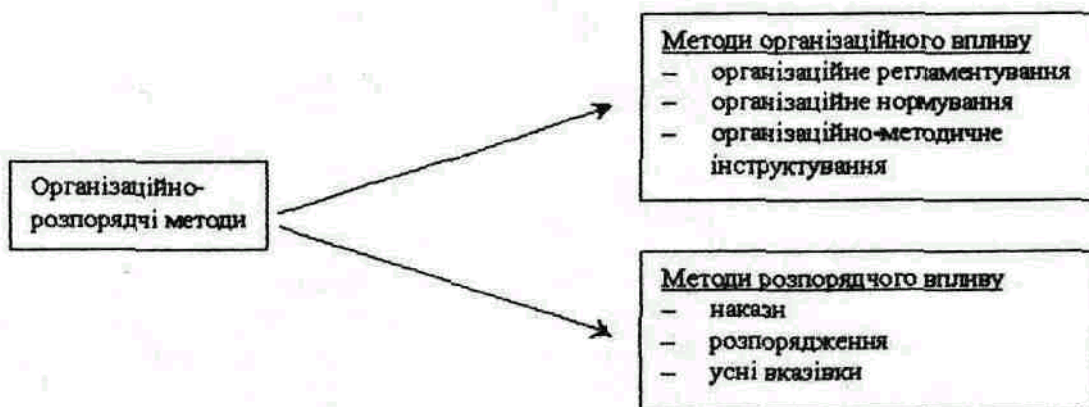 Організаційно-
розпорядчі методи
Методи організаційного впливу
– організаційне регламентування
– організаційне нормування
– організаційно-методичне
інструктування
Методи розпорядчого впливу
– накази
– розпорядження
– усні вказівки